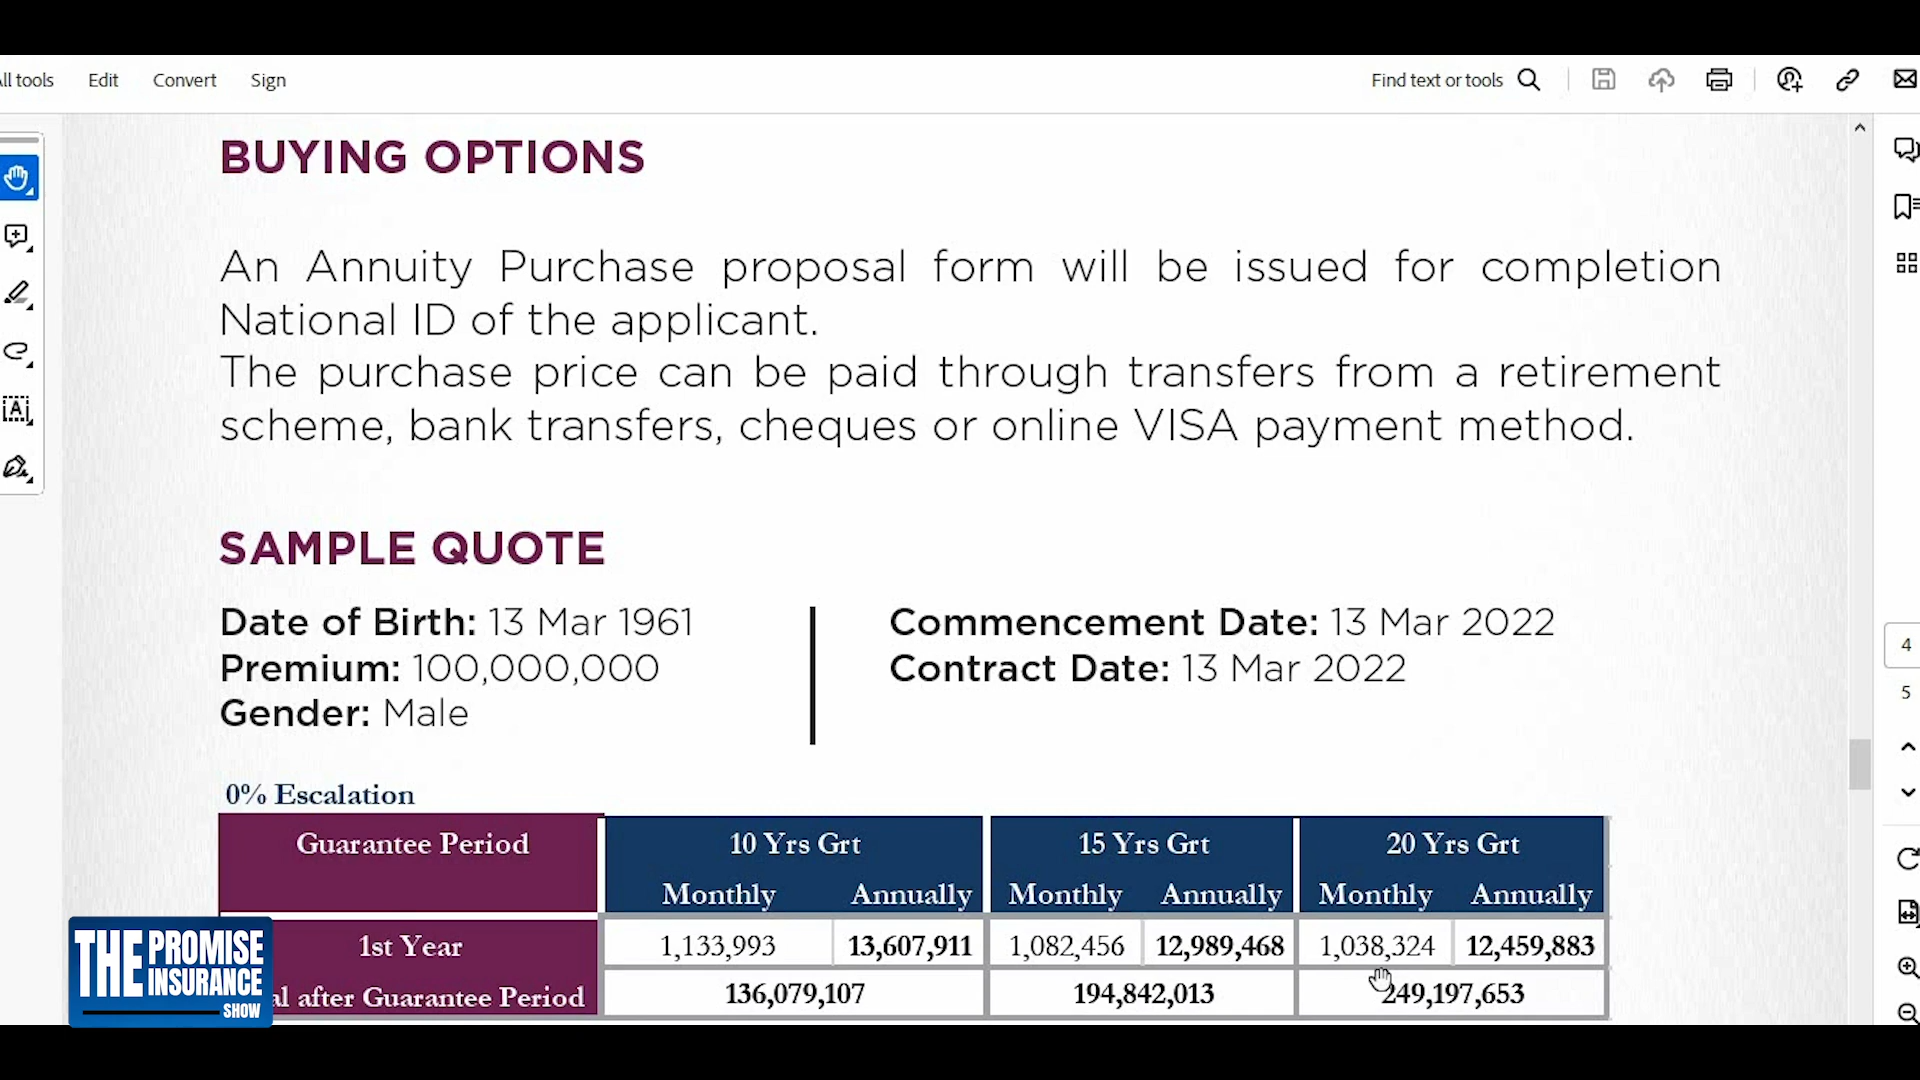 ll tools Edit Convert Sign Find text or tools
BUYING OPTIONS
An Annuity Purchase proposal form will be issued for completion
National ID of the applicant.
The purchase price can be paid through transfers from a retirement
scheme, bank transfers, cheques or online VISA payment method.
SAMPLE QUOTE
Date of Birth: 13 Mar 1961
Premium: 100,000,000
Gender: Male
Commencement Date: 13 Mar 2022
Contract Date: 13 Mar 2022
4
5
0% Escalation
Guarantee Period 10 Yrs Grt 15 Yrs Grt 20 Yrs Grt
Monthly Annually Monthly Annually Monthly Annually
1st Year 1,133,993 13,607,911 1,082,456 12,989,468 1,038,324 12,459,883
al after Guarantee Period 136,079,107 194,842,013 249,197,653
THE PROMISE
INSURANCE
SHOW